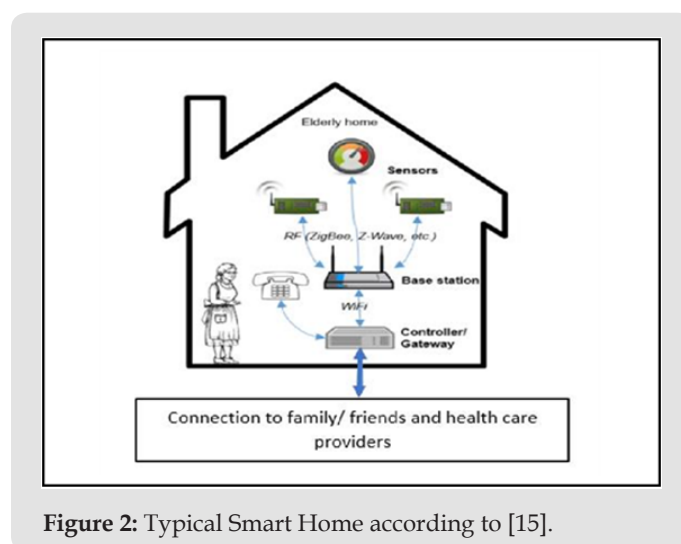 Elderly home
Sensors
RF (ZigBee, Z-Wave, etc.)
Base station
WiFi
Controller/
Gateway
Connection to family/ friends and health care
providers
Figure 2: Typical Smart Home according to [15].